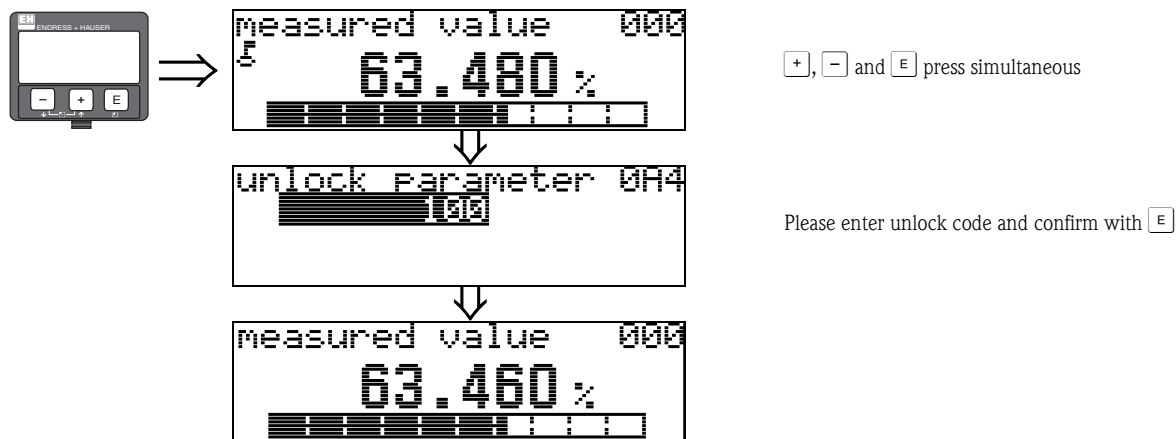 EH
ENDRESS + HAUSER
- + E
measured value 000
63.480 %
+, - and E press simultaneous
unlock parameter 0A4
100
Please enter unlock code and confirm with E
measured value 000
63.460 %